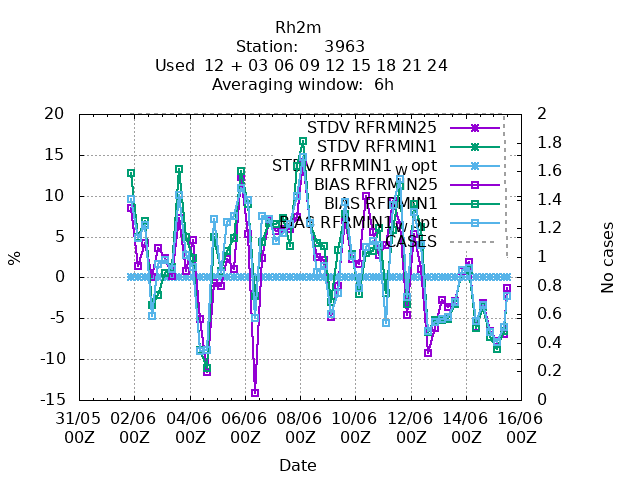 Rh2m
Station: 3963
Used 12 + 03 06 09 12 15 18 21 24
Averaging window: 6h
STDV RFRMIN25
STDV RFRMIN1
STDV RFRMIN1_W_opt
BIAS RFRMIN25
BIAS RFRMIN1
BIAS RFRMIN1_W_opt
CASES
%
20
15
10
5
0
-5
-10
-15
No cases
2
1.8
1.6
1.4
1.2
1
0.8
0.6
0.4
0.2
0
31/05 02/06 04/06 06/06 08/06 10/06 12/06 14/06 16/06
00Z 00Z 00Z 00Z 00Z 00Z 00Z 00Z 00Z
Date